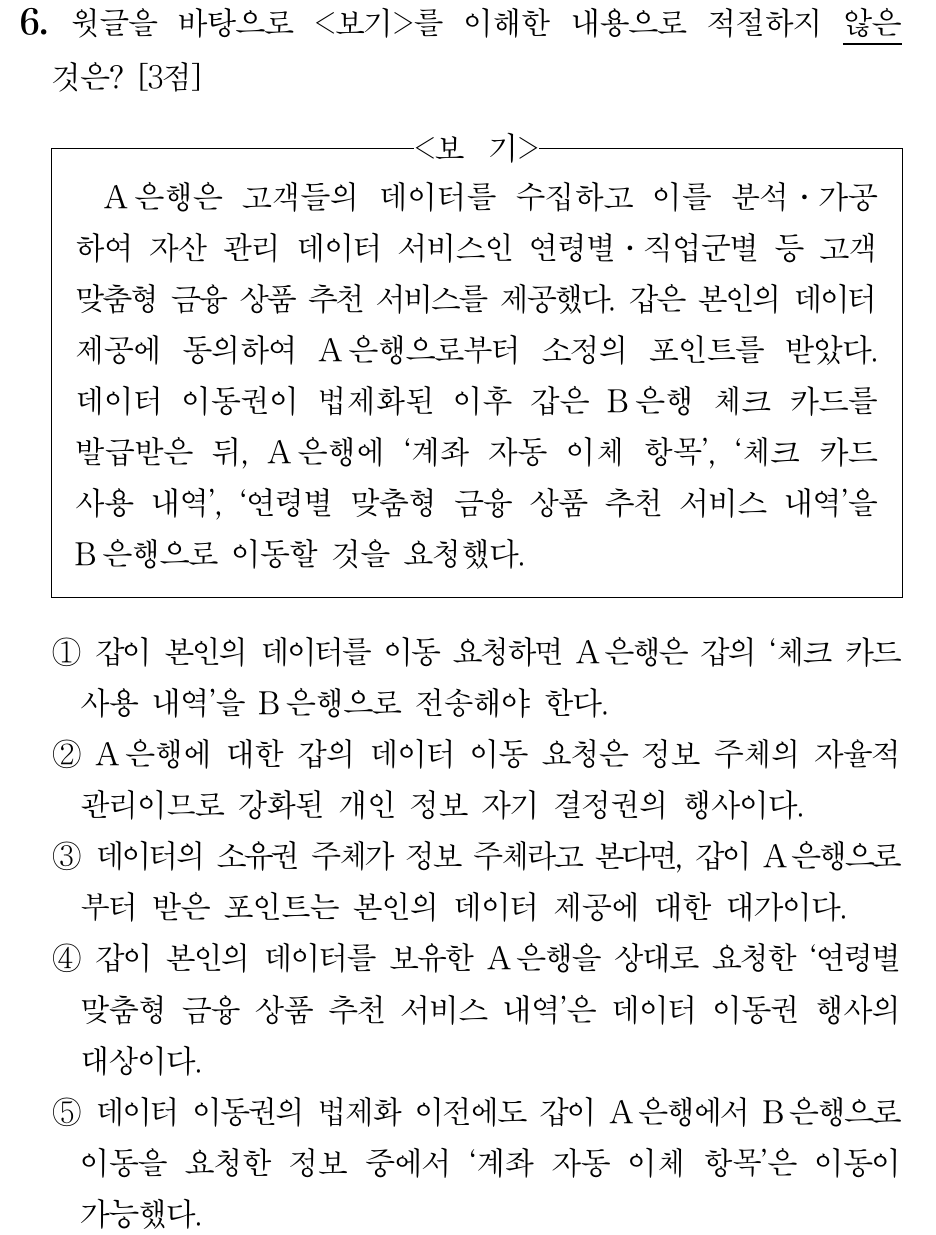 6. 윗글을 바탕으로 <보기>를 이해한 내용으로 적절하지 않은
것은? [3점]
<보 기>
A 은행은 고객들의 데이터를 수집하고 이를 분석・가공
하여 자산 관리 데이터 서비스인 연령별・직업군별 등 고객
맞춤형 금융 상품 추천 서비스를 제공했다. 갑은 본인의 데이터
제공에 동의하여 A 은행으로부터 소정의 포인트를 받았다.
데이터 이동권이 법제화된 이후 갑은 B 은행 체크 카드를
발급받은 뒤, A 은행에 ‘계좌 자동 이체 항목’, ‘체크 카드
사용 내역’, ‘연령별 맞춤형 금융 상품 추천 서비스 내역’을
B 은행으로 이동할 것을 요청했다.
① 갑이 본인의 데이터를 이동 요청하면 A 은행은 갑의 ‘체크 카드
사용 내역’을 B 은행으로 전송해야 한다.
② A 은행에 대한 갑의 데이터 이동 요청은 정보 주체의 자율적
관리이므로 강화된 개인 정보 자기 결정권의 행사이다.
③ 데이터의 소유권 주체가 정보 주체라고 본다면, 갑이 A 은행으로
부터 받은 포인트는 본인의 데이터 제공에 대한 대가이다.
④ 갑이 본인의 데이터를 보유한 A 은행을 상대로 요청한 ‘연령별
맞춤형 금융 상품 추천 서비스 내역’은 데이터 이동권 행사의
대상이다.
⑤ 데이터 이동권의 법제화 이전에도 갑이 A 은행에서 B 은행으로
이동을 요청한 정보 중에서 ‘계좌 자동 이체 항목’은 이동이
가능했다.